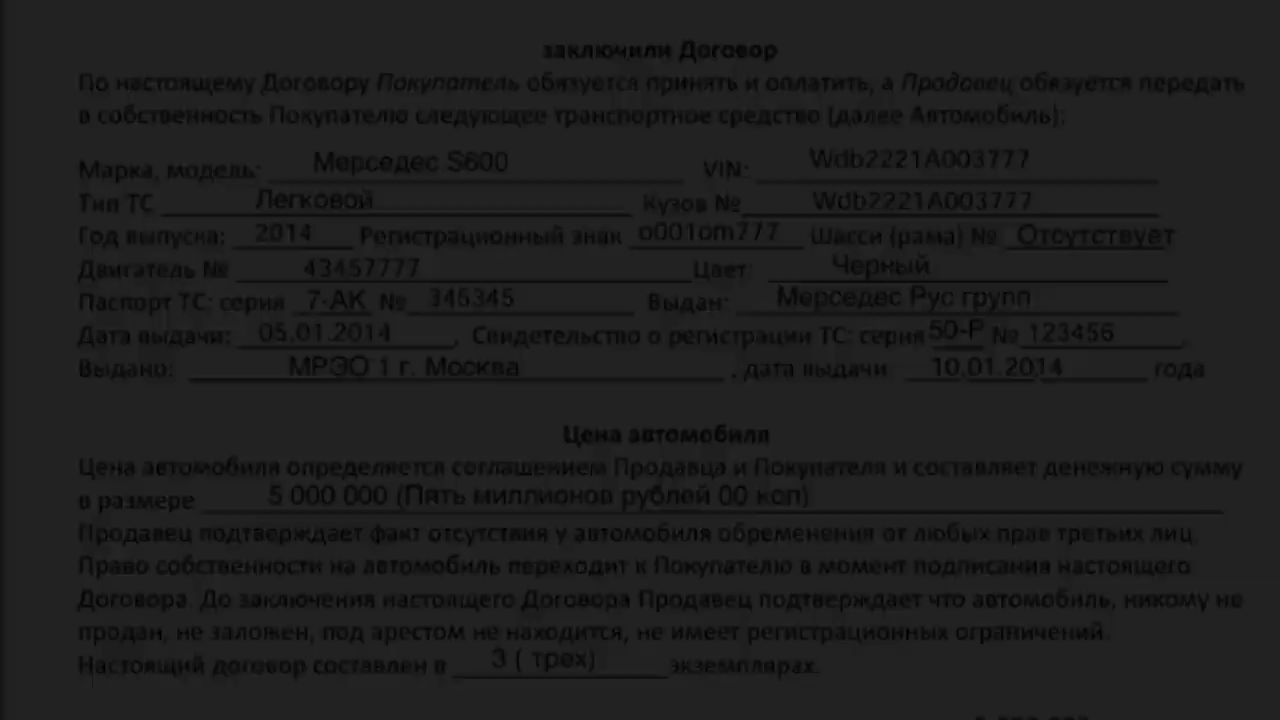 заключили Договор
По настоящему Договору Покупатель обязуется принять и оплатить, а Продавец обязуется передать
в собственность Покупателю следующее транспортное средство (далее Автомобиль):
Марка, модель: Мерседес S600 VIN: Wdb2221A003777
Тип ТС Легковой Кузов № Wdb2221A003777
Год выпуска: 2014 Регистрационный знак о001om777 Шасси (рама) № Отсутствует
Двигатель № 43457777 Цвет: Черный
Паспорт ТС: серия 7-АК № 345345 Выдан: Мерседес Рус групп
Дата выдачи: 05.01.2014, Свидетельство о регистрации ТС: серия 50-Р № 123456,
Выдано: МРЭО 1 г. Москва, дата выдачи 10.01.2014 года
Цена автомобиля
Цена автомобиля определяется соглашением Продавца и Покупателя и составляет денежную сумму
в размере 5 000 000 (Пять миллионов рублей 00 коп)
Продавец подтверждает факт отсутствия у автомобиля обременения от любых прав третьих лиц.
Право собственности на автомобиль переходит к Покупателю в момент подписания настоящего
Договора. До заключения настоящего Договора Продавец подтверждает что автомобиль, никому не
продан, не заложен, под арестом не находится, не имеет регистрационных ограничений.
Настоящий договор составлен в 3 ( трех) экземплярах.